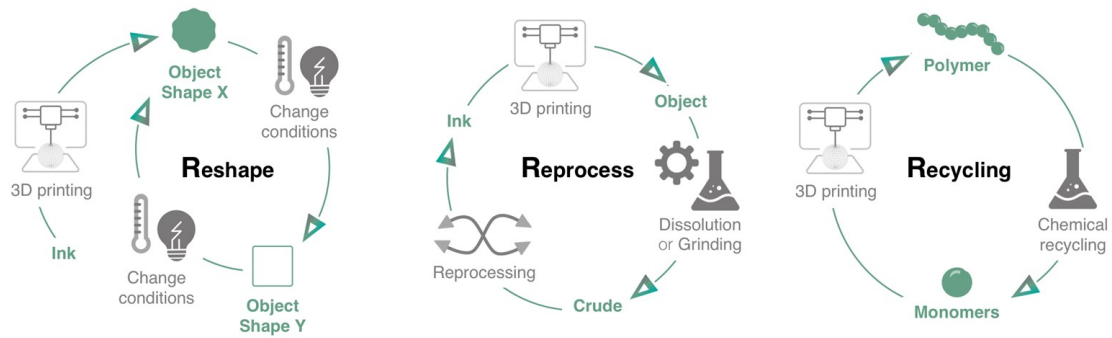 Object
Shape X
Change
conditions
3D printing
Reshape
Ink
Change
conditions
Object
Shape Y
3D printing
Object
Ink
Reprocess
Dissolution
or Grinding
Reprocessing
Crude
Polymer
3D printing
Recycling
Chemical
recycling
Monomers